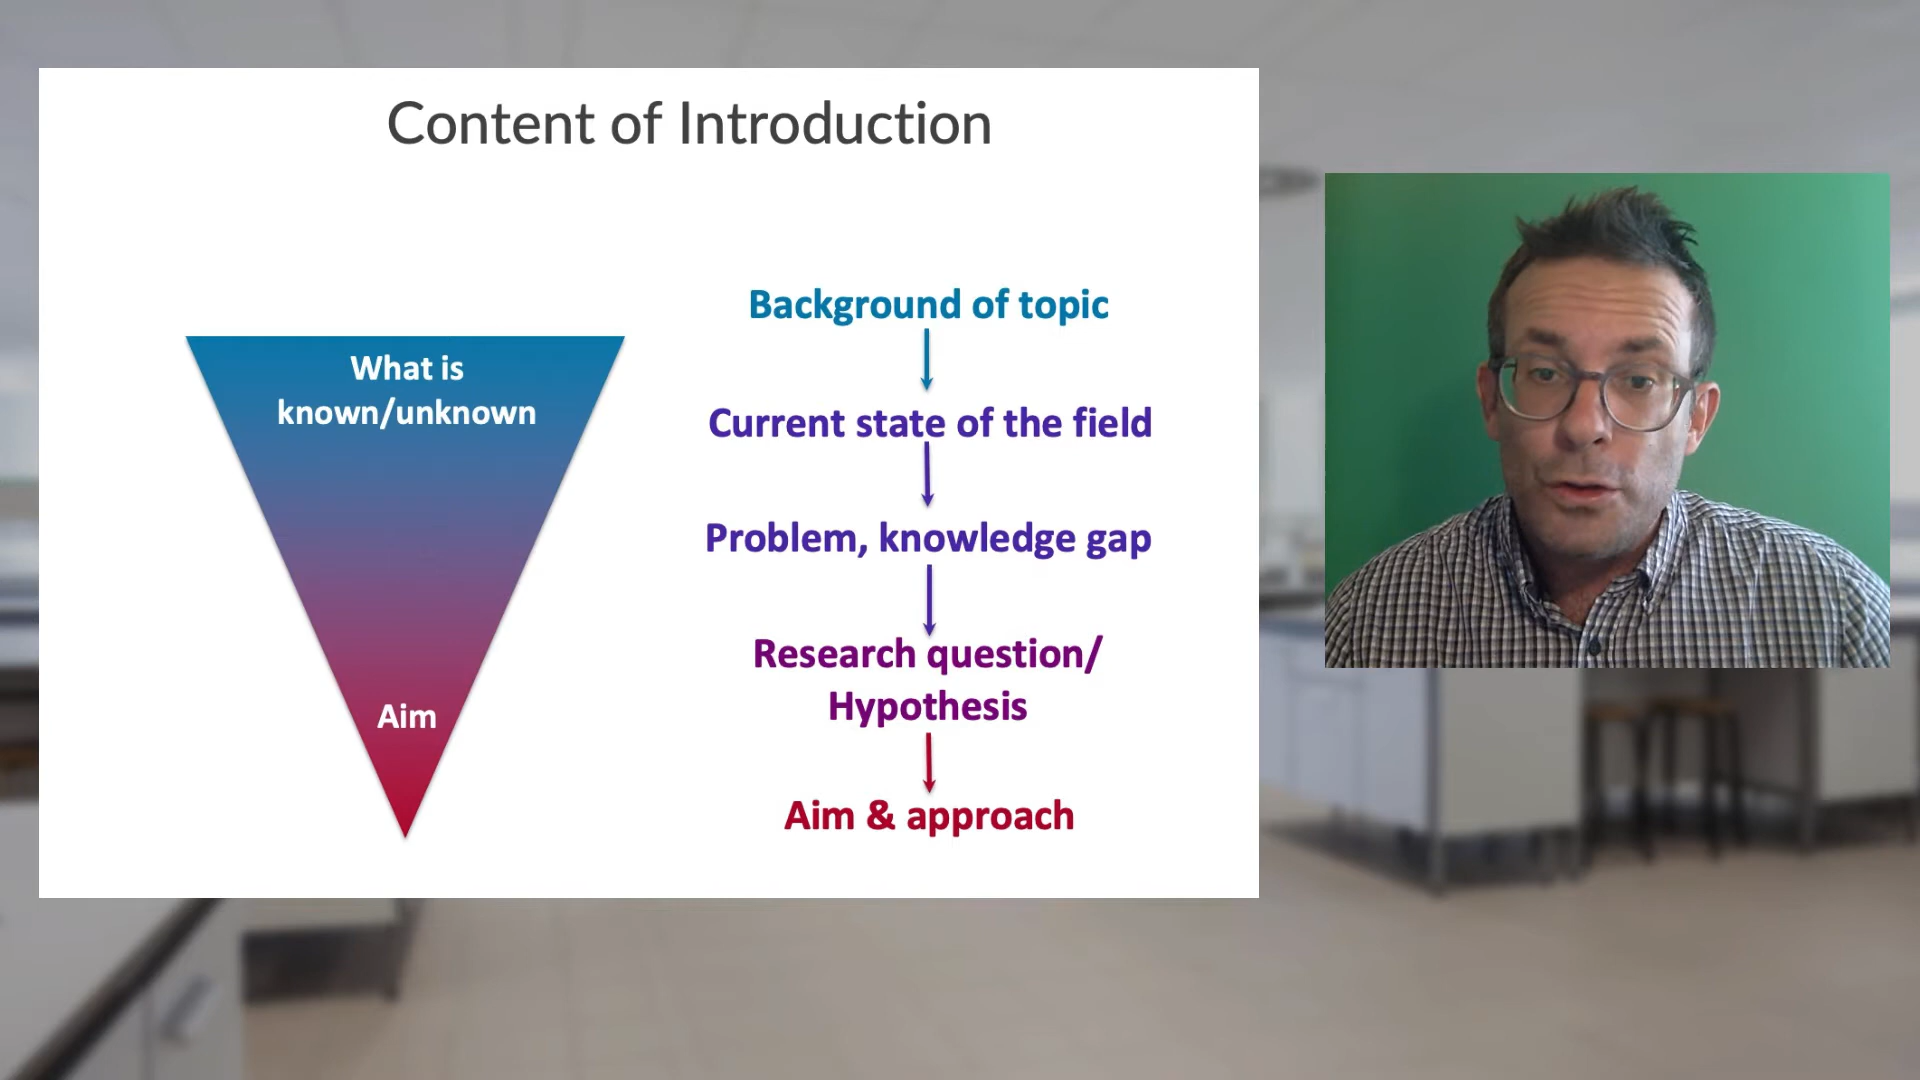 Content of Introduction
What is
known/unknown
Aim
Background of topic
Current state of the field
Problem, knowledge gap
Research question/
Hypothesis
Aim & approach